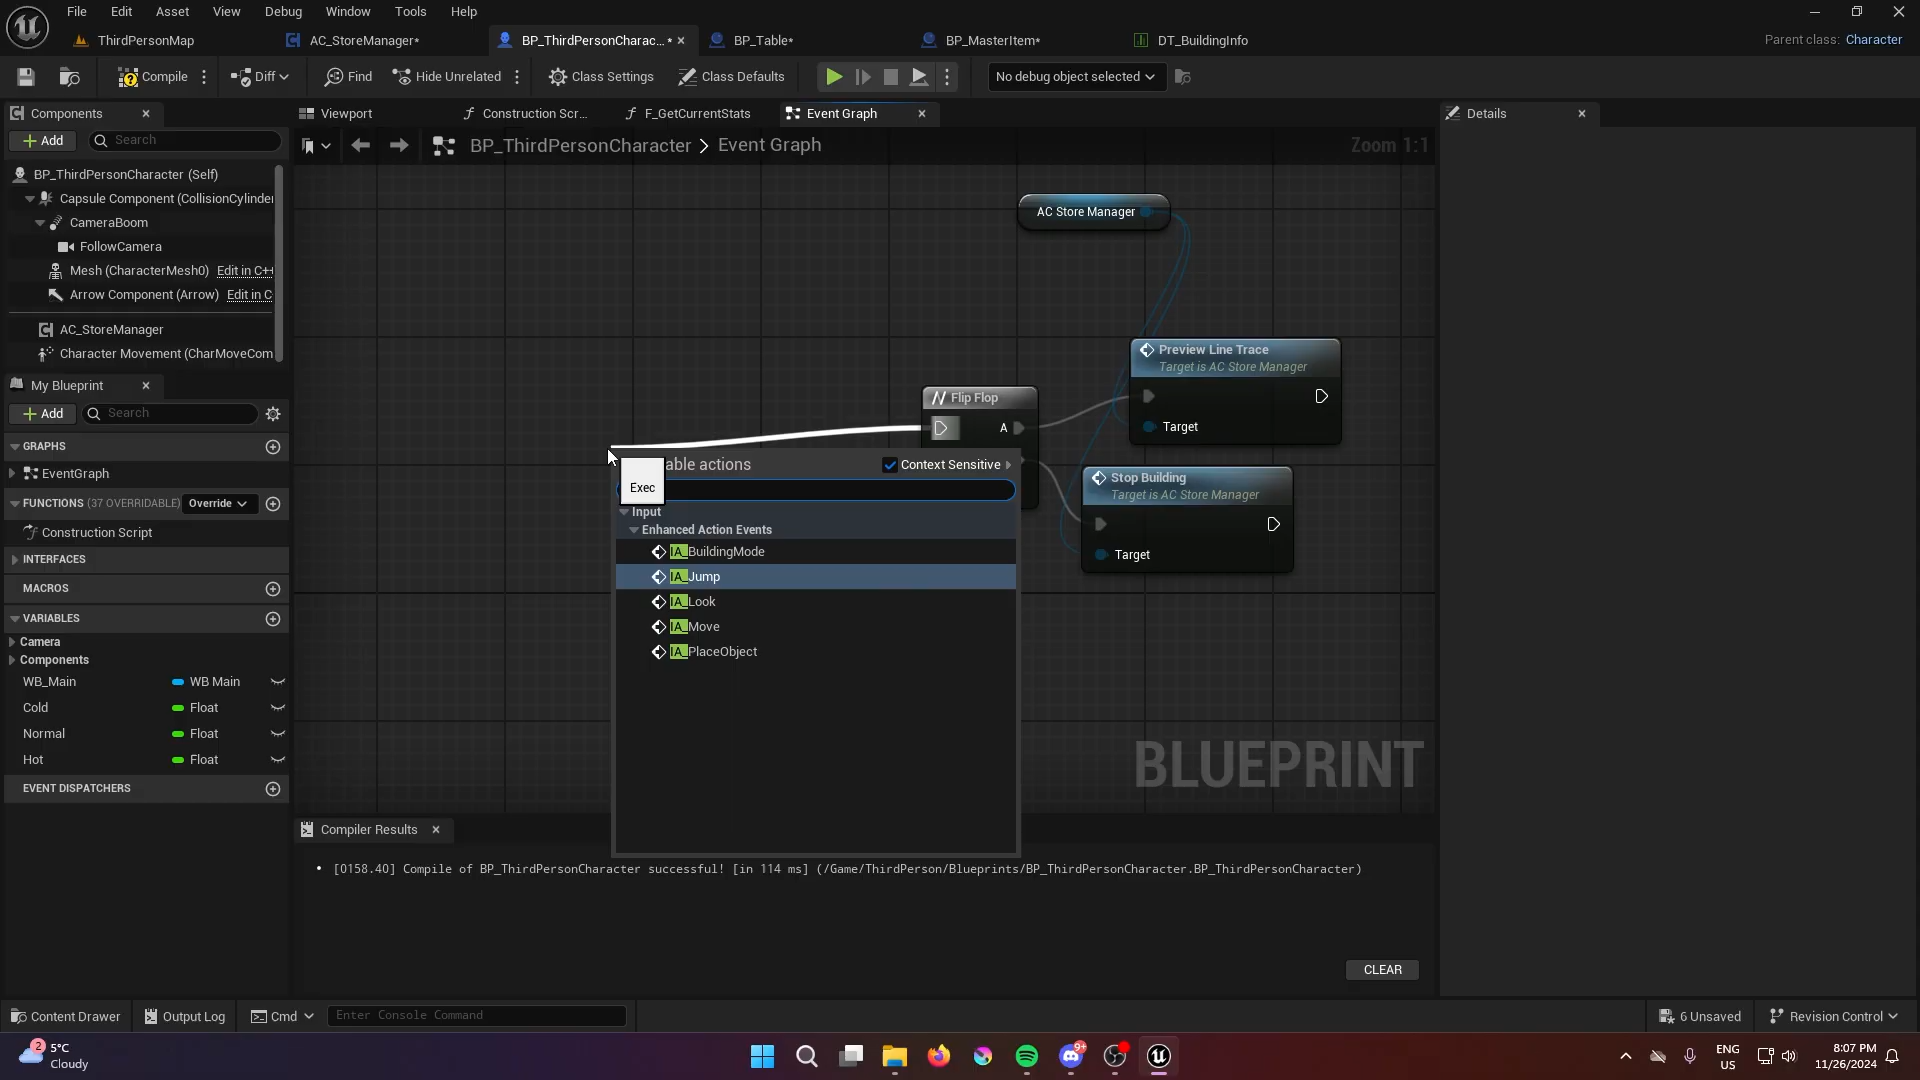 File Edit Asset View Debug Window Tools Help
ThirdPersonMap AC_StoreManager* BP_ThirdPersonCharac...* BP_Table* BP_MasterItem* DT_BuildingInfo Parent class: Character
Compile Diff Find Hide Unrelated Class Settings Class Defaults No debug object selected
Components Viewport Construction Scr... F_GetCurrentStats Event Graph Details
Add Search
BP_ThirdPersonCharacter > Event Graph Zoom 1:1
BP_ThirdPersonCharacter (Self)
Capsule Component (CollisionCylinder
CameraBoom
FollowCamera
Mesh (CharacterMesh0) Edit in C++
Arrow Component (Arrow) Edit in C
AC_StoreManager
Character Movement (CharMoveCom
My Blueprint
Add Search
GRAPHS
EventGraph
FUNCTIONS (37 OVERRIDABLE) Override
Construction Script
INTERFACES
MACROS
VARIABLES
Camera
Components
WB_Main WB Main
Cold Float
Normal Float
Hot Float
EVENT DISPATCHERS
AC Store Manager
Preview Line Trace
Target is AC Store Manager
Target
Flip Flop
A
Stop Building
Target is AC Store Manager
Target
able actions Context Sensitive
Exec
Input
Enhanced Action Events
IA_BuildingMode
IA_Jump
IA_Look
IA_Move
IA_PlaceObject
BLUEPRINT
Compiler Results
• [0158.40] Compile of BP_ThirdPersonCharacter successful! [in 114 ms] (/Game/ThirdPerson/Blueprints/BP_ThirdPersonCharacter.BP_ThirdPersonCharacter)
CLEAR
Content Drawer Output Log Cmd Enter Console Command 6 Unsaved Revision Control
2 5°C
Cloudy
9+
ENG
US
8:07 PM
11/26/2024